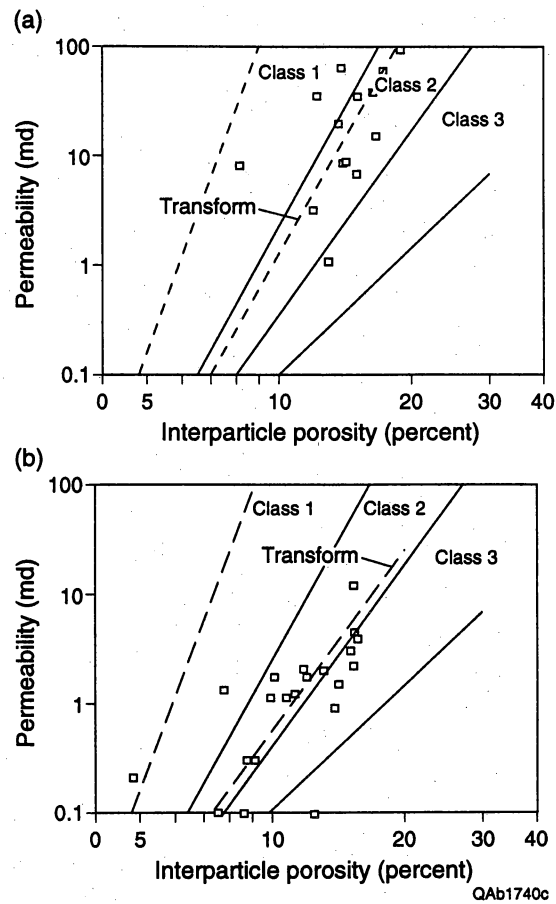 (a)
100
10
1
0.1
Permeability (md)
Class 1
Class 2
Class 3
Transform
0 5 10 20 30 40
Interparticle porosity (percent)
(b)
100
10
1
0.1
Permeability (md)
Class 1
Class 2
Transform
Class 3
0 5 10 20 30 40
Interparticle porosity (percent)
QAb1740c